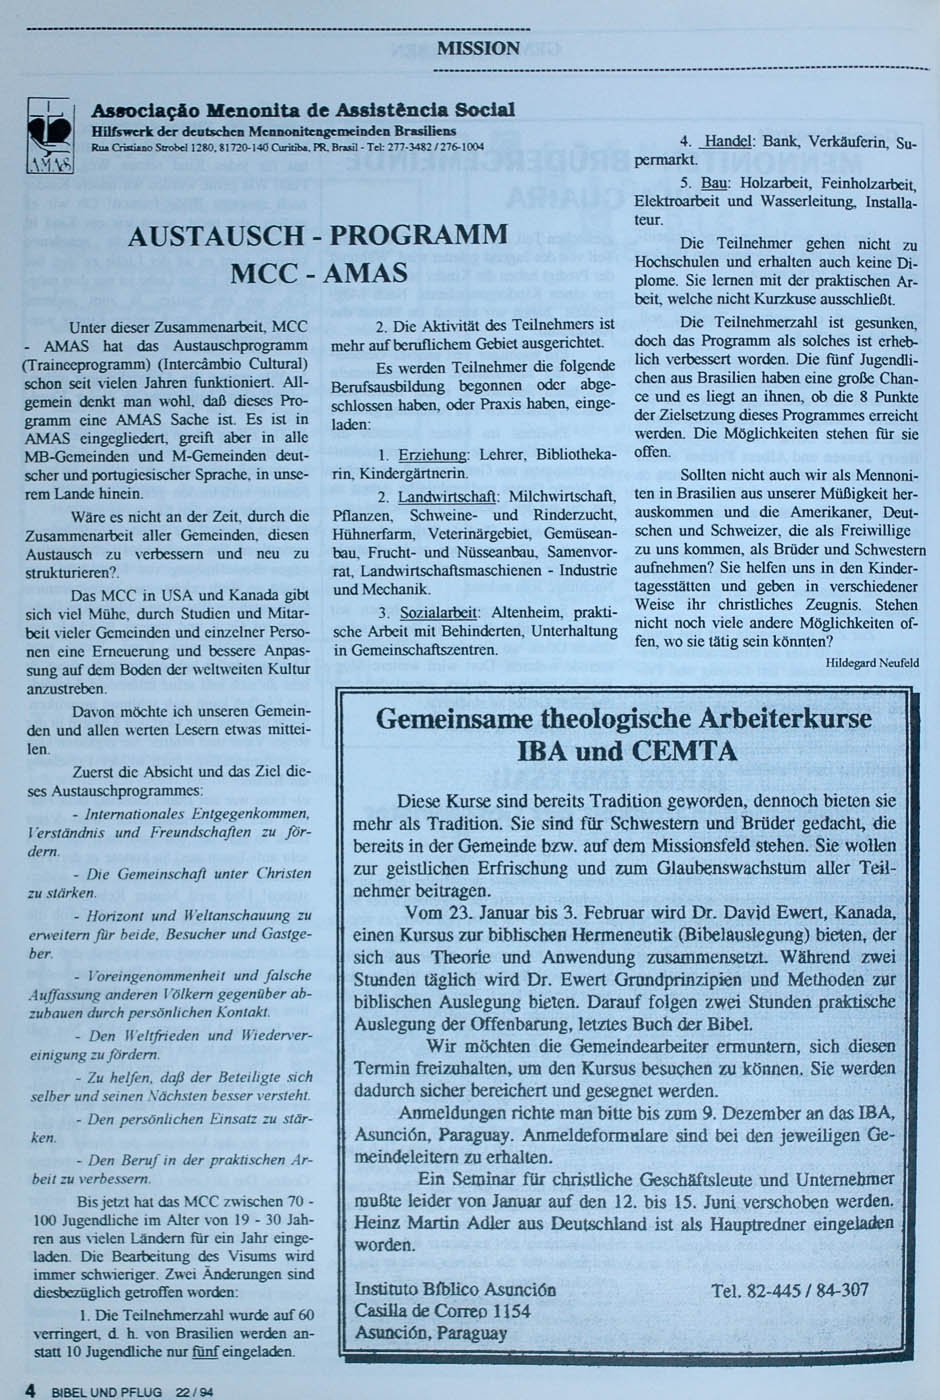 MISSION
AMAS
Associação Menonita de Assistência Social
Hilfswerk der deutschen Mennonitengemeinden Brasiliens
Rua Cristiano Strobel 1280, 81720-140 Curitiba, PR, Brasil - Tel: 277-3482 / 276-1004
AUSTAUSCH - PROGRAMM
MCC - AMAS
Unter dieser Zusammenarbeit, MCC
- AMAS hat das Austauschprogramm
(Traineeprogramm) (Intercâmbio Cultural)
schon seit vielen Jahren funktioniert. All-
gemein denkt man wohl, daß dieses Pro-
gramm eine AMAS Sache ist. Es ist in
AMAS eingegliedert, greift aber in alle
MB-Gemeinden und M-Gemeinden deut-
scher und portugiesischer Sprache, in unse-
rem Lande hinein.
Wäre es nicht an der Zeit, durch die
Zusammenarbeit aller Gemeinden, diesen
Austausch zu verbessern und neu zu
strukturieren?.
Das MCC in USA und Kanada gibt
sich viel Mühe, durch Studien und Mitar-
beit vieler Gemeinden und einzelner Perso-
nen eine Erneuerung und bessere Anpas-
sung auf dem Boden der weltweiten Kultur
anzustreben.
Davon möchte ich unseren Gemein-
den und allen werten Lesern etwas mittei-
len.
Zuerst die Absicht und das Ziel die-
ses Austauschprogrammes:
- Internationales Entgegenkommen,
Verständnis und Freundschaften zu för-
dern.
- Die Gemeinschaft unter Christen
zu stärken.
- Horizont und Weltanschauung zu
erweitern für beide, Besucher und Gastge-
ber.
- Voreingenommenheit und falsche
Auffassung anderen Völkern gegenüber ab-
zubauen durch persönlichen Kontakt.
- Den Weltfrieden und Wiederver-
einigung zu fördern.
- Zu helfen, daß der Beteiligte sich
selber und seinen Nächsten besser versteht.
- Den persönlichen Einsatz zu stär-
ken.
- Den Beruf in der praktischen Ar-
beit zu verbessern.
Bis jetzt hat das MCC zwischen 70 -
100 Jugendliche im Alter von 19 - 30 Jah-
ren aus vielen Ländern für ein Jahr einge-
laden. Die Bearbeitung des Visums wird
immer schwieriger. Zwei Änderungen sind
diesbezüglich getroffen worden:
1. Die Teilnehmerzahl wurde auf 60
verringert, d. h. von Brasilien werden an-
statt 10 Jugendliche nur fünf eingeladen.
2. Die Aktivität des Teilnehmers ist
mehr auf beruflichem Gebiet ausgerichtet.
Es werden Teilnehmer die folgende
Berufsausbildung begonnen oder abge-
schlossen haben, oder Praxis haben, einge-
laden:
1. Erziehung: Lehrer, Bibliotheka-
rin, Kindergärtnerin.
2. Landwirtschaft: Milchwirtschaft,
Pflanzen, Schweine- und Rinderzucht,
Hühnerfarm, Veterinärgebiet, Gemüsean-
bau, Frucht- und Nüsseanbau, Samenvor-
rat, Landwirtschaftsmaschienen - Industrie
und Mechanik.
3. Sozialarbeit: Altenheim, prakti-
sche Arbeit mit Behinderten, Unterhaltung
in Gemeinschaftszentren.
4. Handel: Bank, Verkäuferin, Su-
permarkt.
5. Bau: Holzarbeit, Feinholzarbeit,
Elektroarbeit und Wasserleitung, Installa-
teur.
Die Teilnehmer gehen nicht zu
Hochschulen und erhalten auch keine Di-
plome. Sie lernen mit der praktischen Ar-
beit, welche nicht Kurzkuse ausschließt.
Die Teilnehmerzahl ist gesunken,
doch das Programm als solches ist erheb-
lich verbessert worden. Die fünf Jugendli-
chen aus Brasilien haben eine große Chan-
ce und es liegt an ihnen, ob die 8 Punkte
der Zielsetzung dieses Programmes erreicht
werden. Die Möglichkeiten stehen für sie
offen.
Sollten nicht auch wir als Mennoni-
ten in Brasilien aus unserer Müßigkeit her-
auskommen und die Amerikaner, Deut-
schen und Schweizer, die als Freiwillige
zu uns kommen, als Brüder und Schwestern
aufnehmen? Sie helfen uns in den Kinder-
tagesstätten und geben in verschiedener
Weise ihr christliches Zeugnis. Stehen
nicht noch viele andere Möglichkeiten of-
fen, wo sie tätig sein könnten?
Hildegard Neufeld
Gemeinsame theologische Arbeiterkurse
IBA und CEMTA
Diese Kurse sind bereits Tradition geworden, dennoch bieten sie
mehr als Tradition. Sie sind für Schwestern und Brüder gedacht, die
bereits in der Gemeinde bzw. auf dem Missionsfeld stehen. Sie wollen
zur geistlichen Erfrischung und zum Glaubenswachstum aller Teil-
nehmer beitragen.
Vom 23. Januar bis 3. Februar wird Dr. David Ewert, Kanada,
einen Kursus zur biblischen Hermeneutik (Bibelauslegung) bieten, der
sich aus Theorie und Anwendung zusammensetzt. Während zwei
Stunden täglich wird Dr. Ewert Grundprinzipien und Methoden zur
biblischen Auslegung bieten. Darauf folgen zwei Stunden praktische
Auslegung der Offenbarung, letztes Buch der Bibel.
Wir möchten die Gemeindearbeiter ermuntern, sich diesen
Termin freizuhalten, um den Kursus besuchen zu können. Sie werden
dadurch sicher bereichert und gesegnet werden.
Anmeldungen richte man bitte bis zum 9. Dezember an das IBA,
Asunción, Paraguay. Anmeldeformulare sind bei den jeweiligen Ge-
meindeleitern zu erhalten.
Ein Seminar für christliche Geschäftsleute und Unternehmer
mußte leider von Januar auf den 12. bis 15. Juni verschoben werden.
Heinz Martin Adler aus Deutschland ist als Hauptredner eingeladen
worden.
Instituto Bíblico Asunción Tel. 82-445 / 84-307
Casilla de Correp 1154
Asunción, Paraguay
4 BIBEL UND PFLUG 22 / 94